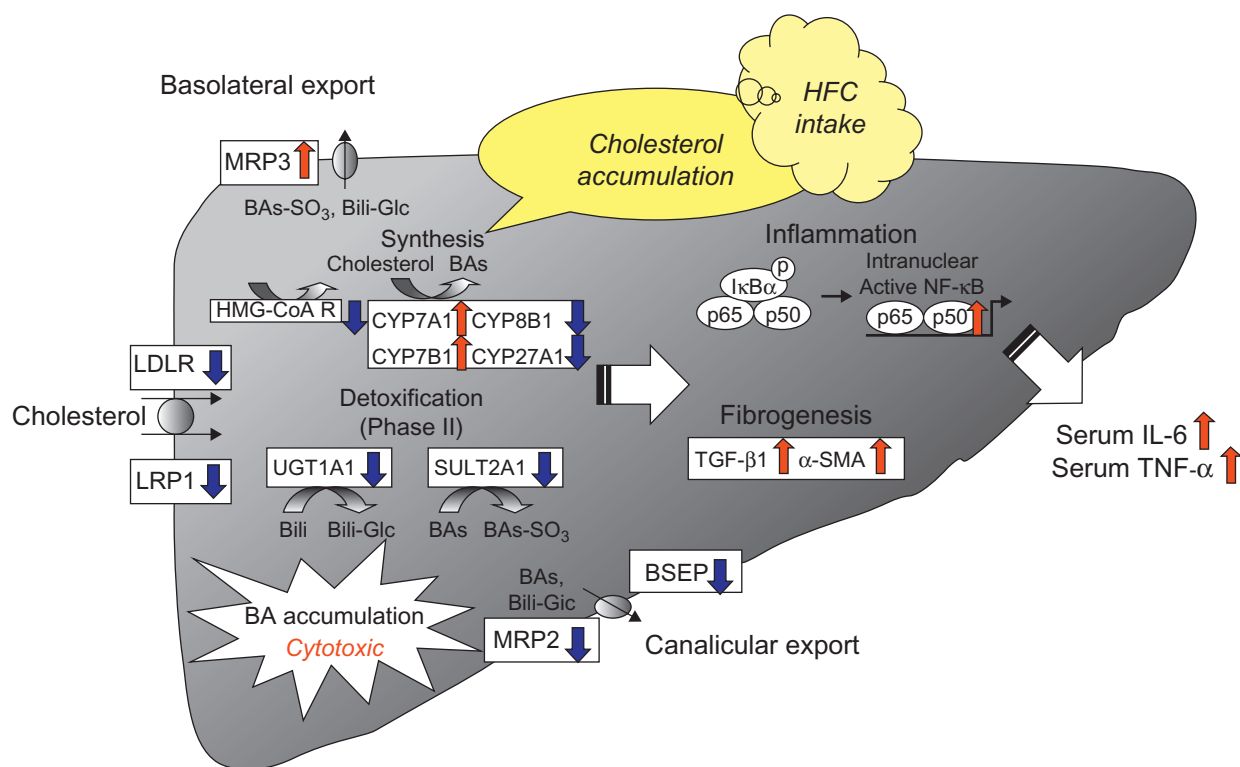 HFC
intake
Cholesterol
accumulation
Basolateral export
MRP3
BAs-SO₃, Bili-Glc
Synthesis
Cholesterol BAs
HMG-CoA R
CYP7A1 CYP8B1
CYP7B1 CYP27A1
Inflammation
p
IκBα
p65 p50
Intranuclear
Active NF-κB
p65 p50
LDLR
Cholesterol
LRP1
Detoxification
(Phase II)
UGT1A1
Bili Bili-Glc
SULT2A1
BAs BAs-SO₃
Fibrogenesis
TGF-β1 α-SMA
Serum IL-6
Serum TNF-α
BA accumulation
Cytotoxic
BAs,
Bili-Gic
BSEP
MRP2
Canalicular export